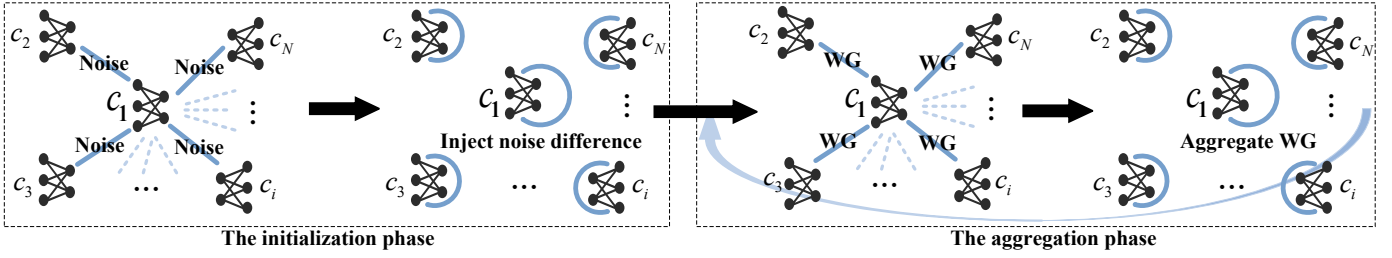 c2
cN
Noise
Noise
C1
...
Noise
Noise
c3
...
ci
c2
cN
C1
...
Inject noise difference
c3
...
ci
The initialization phase
c2
cN
WG
WG
C1
...
WG
WG
c3
...
ci
c2
cN
C1
...
Aggregate WG
c3
...
ci
The aggregation phase